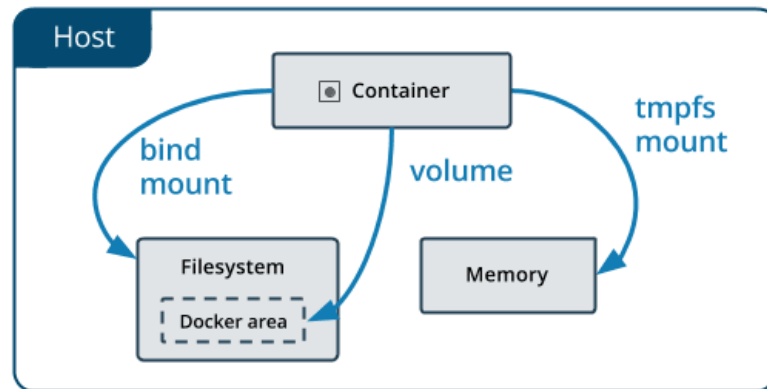 Host
Container
bind
mount
volume
tmpfs
mount
Filesystem
Docker area
Memory